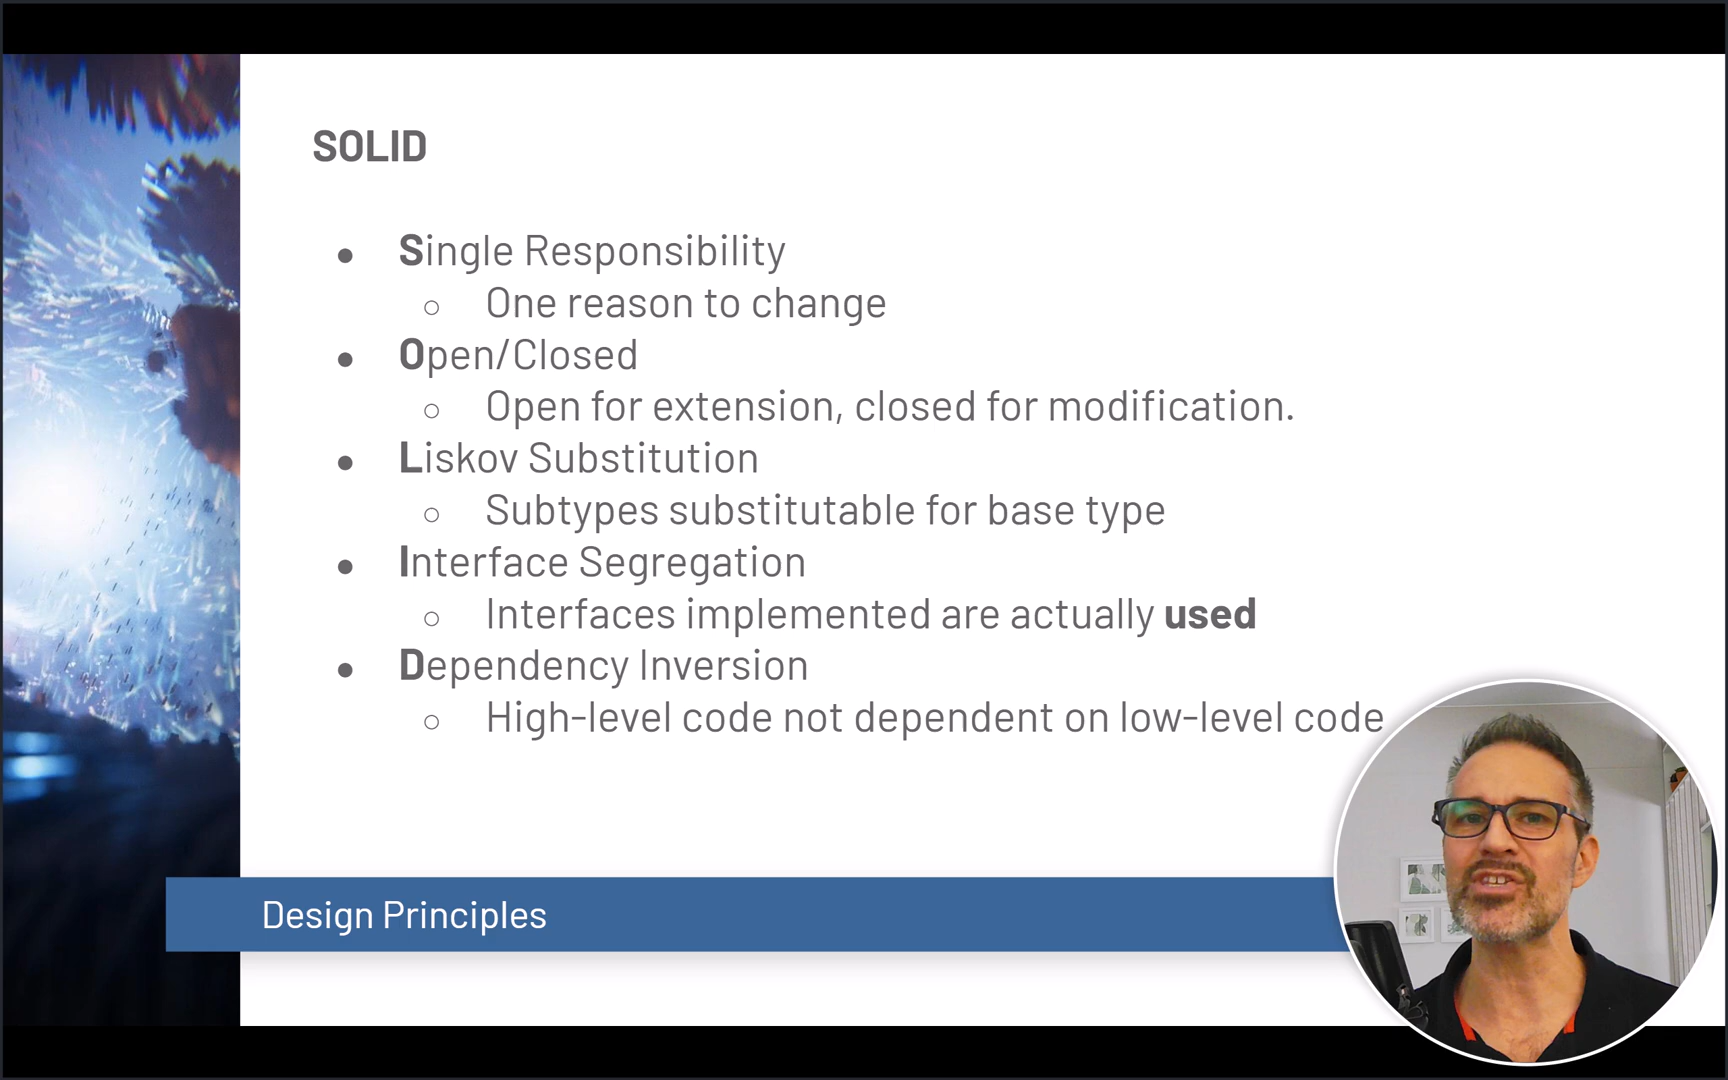 SOLID
● Single Responsibility
○ One reason to change
● Open/Closed
○ Open for extension, closed for modification.
● Liskov Substitution
○ Subtypes substitutable for base type
● Interface Segregation
○ Interfaces implemented are actually used
● Dependency Inversion
○ High-level code not dependent on low-level code
Design Principles